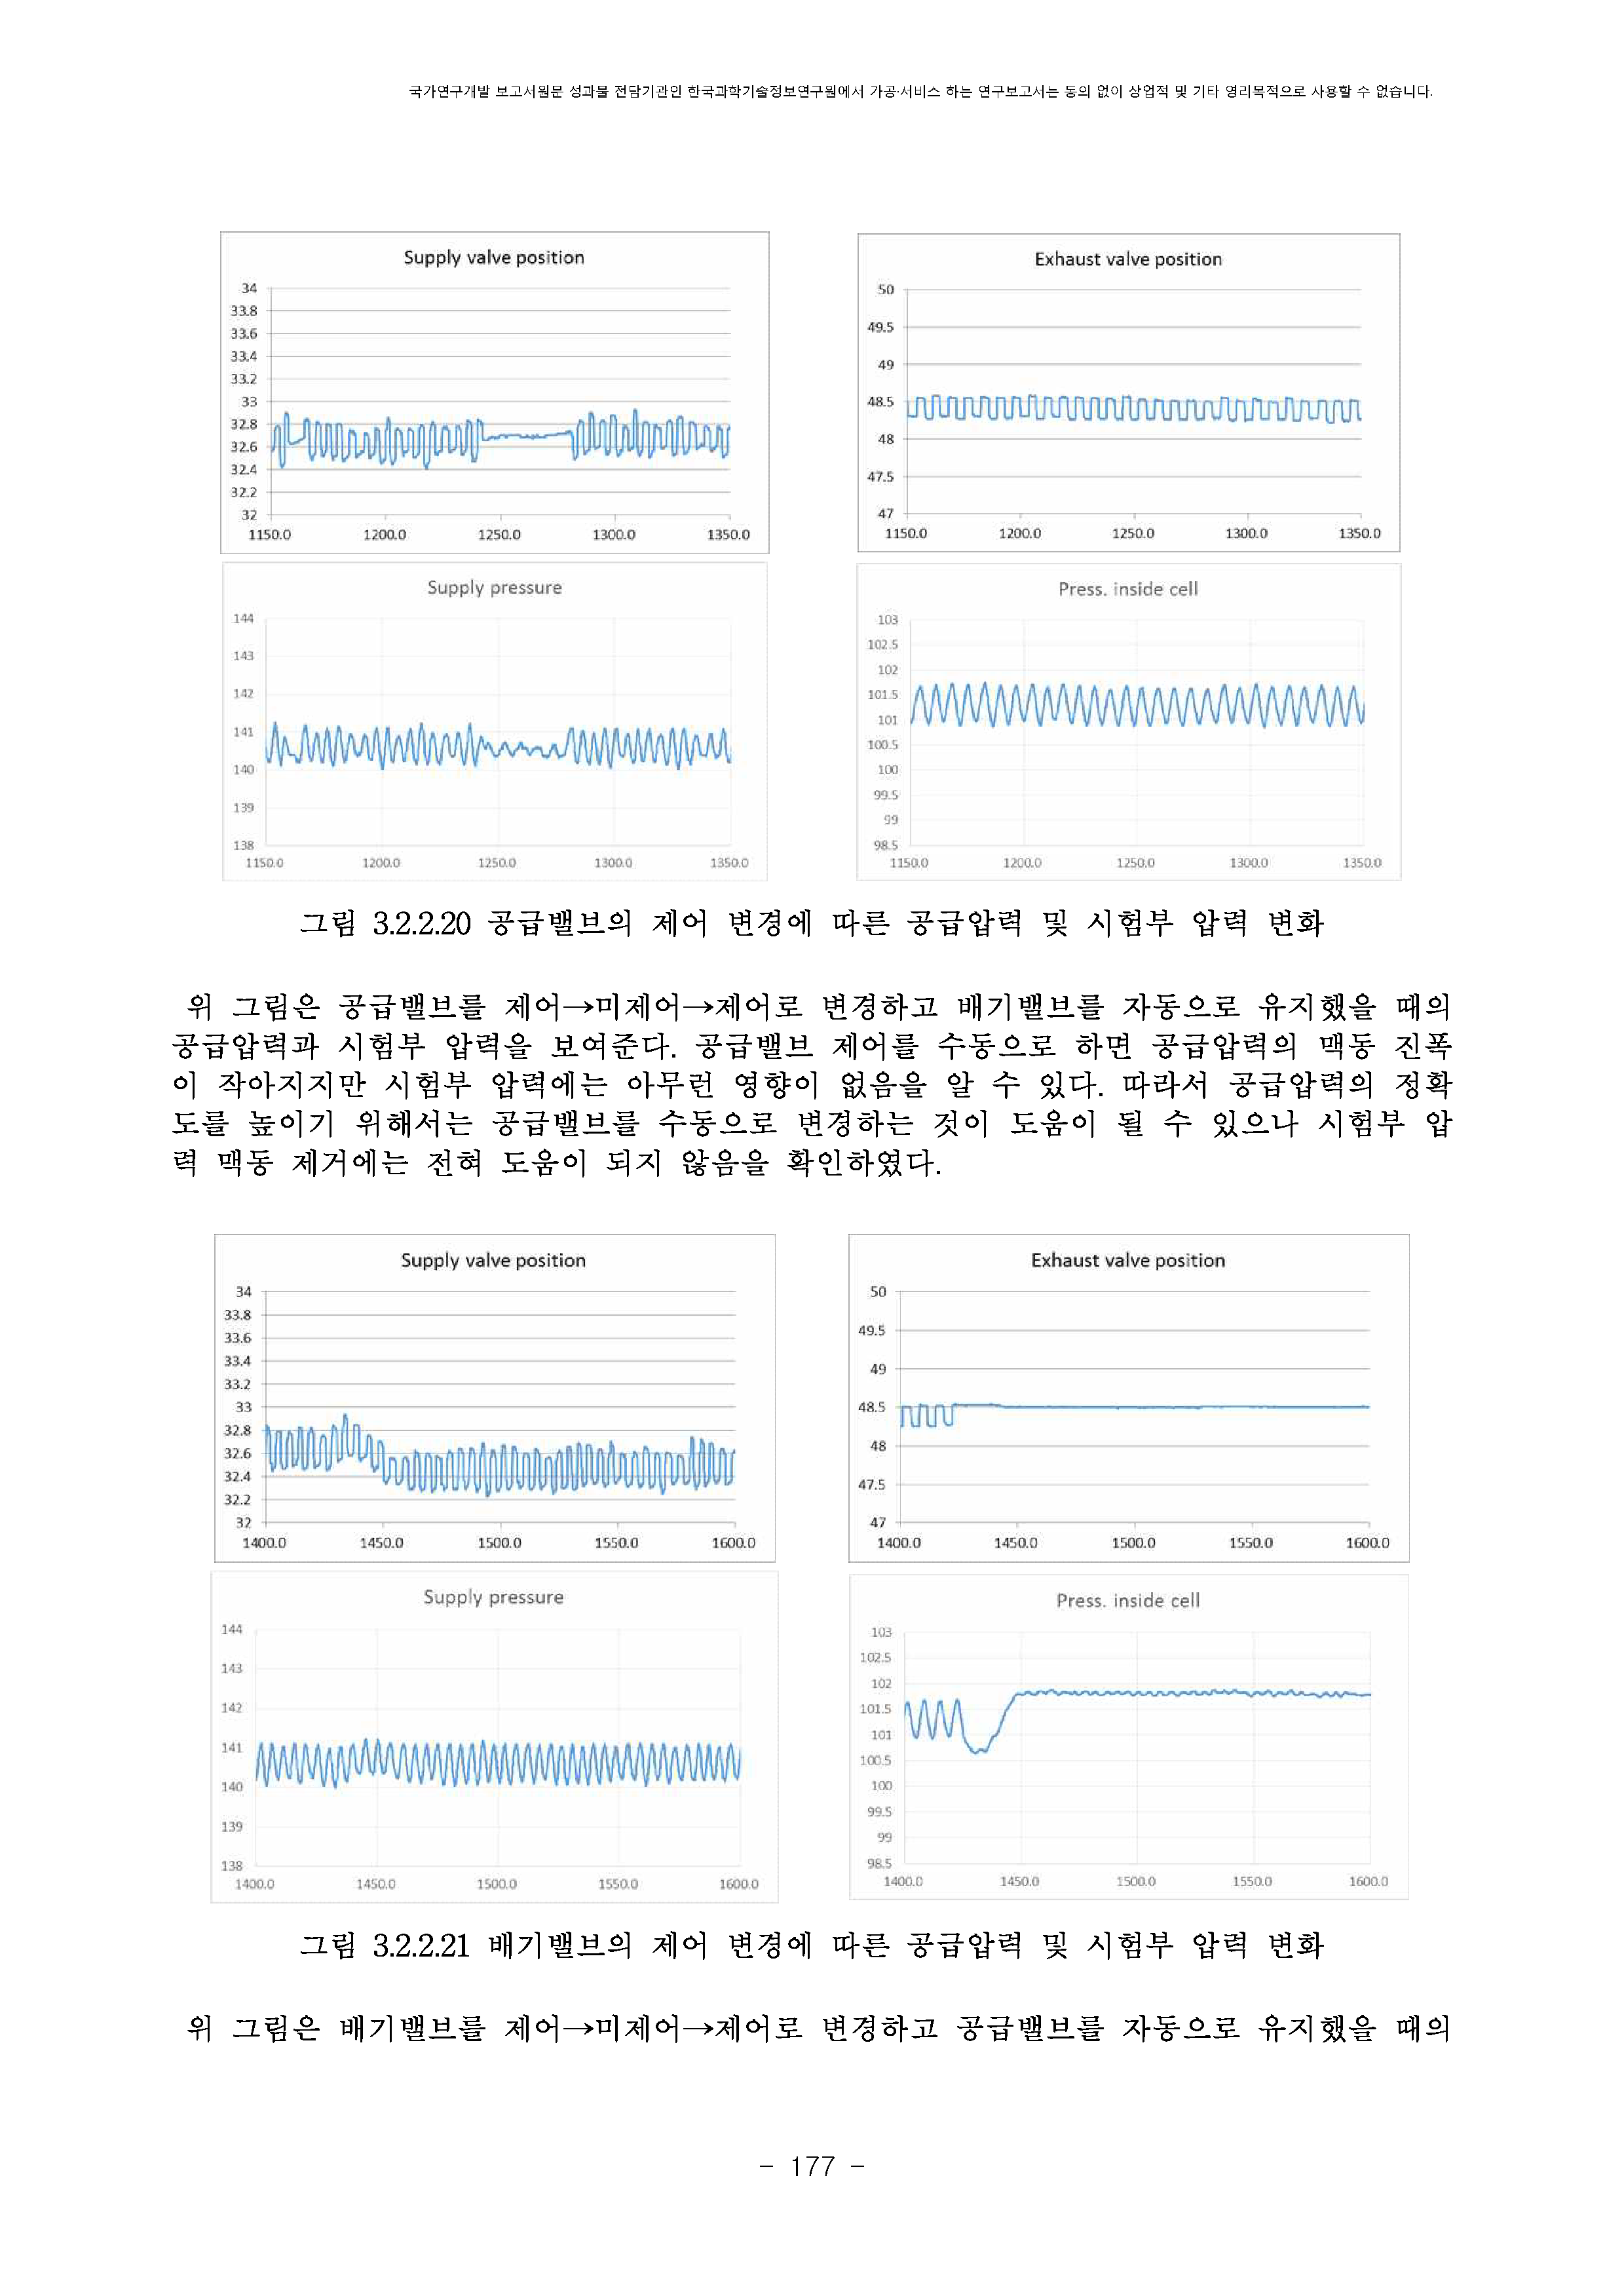 국가연구개발 보고서원문 성과물 전담기관인 한국과학기술정보연구원에서 가공·서비스 하는 연구보고서는 동의 없이 상업적 및 기타 영리목적으로 사용할 수 없습니다.
Supply valve position
34
33.8
33.6
33.4
33.2
33
32.8
32.6
32.4
32.2
32
1150.0 1200.0 1250.0 1300.0 1350.0
Exhaust valve position
50
49.5
49
48.5
48
47.5
47
1150.0 1200.0 1250.0 1300.0 1350.0
Supply pressure
144
143
142
141
140
139
138
1150.0 1200.0 1250.0 1300.0 1350.0
Press. inside cell
103
102.5
102
101.5
101
100.5
100
99.5
99
98.5
1150.0 1200.0 1250.0 1300.0 1350.0
그림 3.2.2.20 공급밸브의 제어 변경에 따른 공급압력 및 시험부 압력 변화
위 그림은 공급밸브를 제어→미제어→제어로 변경하고 배기밸브를 자동으로 유지했을 때의
공급압력과 시험부 압력을 보여준다. 공급밸브 제어를 수동으로 하면 공급압력의 맥동 진폭
이 작아지지만 시험부 압력에는 아무런 영향이 없음을 알 수 있다. 따라서 공급압력의 정확
도를 높이기 위해서는 공급밸브를 수동으로 변경하는 것이 도움이 될 수 있으나 시험부 압
력 맥동 제거에는 전혀 도움이 되지 않음을 확인하였다.
Supply valve position
34
33.8
33.6
33.4
33.2
33
32.8
32.6
32.4
32.2
32
1400.0 1450.0 1500.0 1550.0 1600.0
Exhaust valve position
50
49.5
49
48.5
48
47.5
47
1400.0 1450.0 1500.0 1550.0 1600.0
Supply pressure
144
143
142
141
140
139
138
1400.0 1450.0 1500.0 1550.0 1600.0
Press. inside cell
103
102.5
102
101.5
101
100.5
100
99.5
99
98.5
1400.0 1450.0 1500.0 1550.0 1600.0
그림 3.2.2.21 배기밸브의 제어 변경에 따른 공급압력 및 시험부 압력 변화
위 그림은 배기밸브를 제어→미제어→제어로 변경하고 공급밸브를 자동으로 유지했을 때의
- 177 -